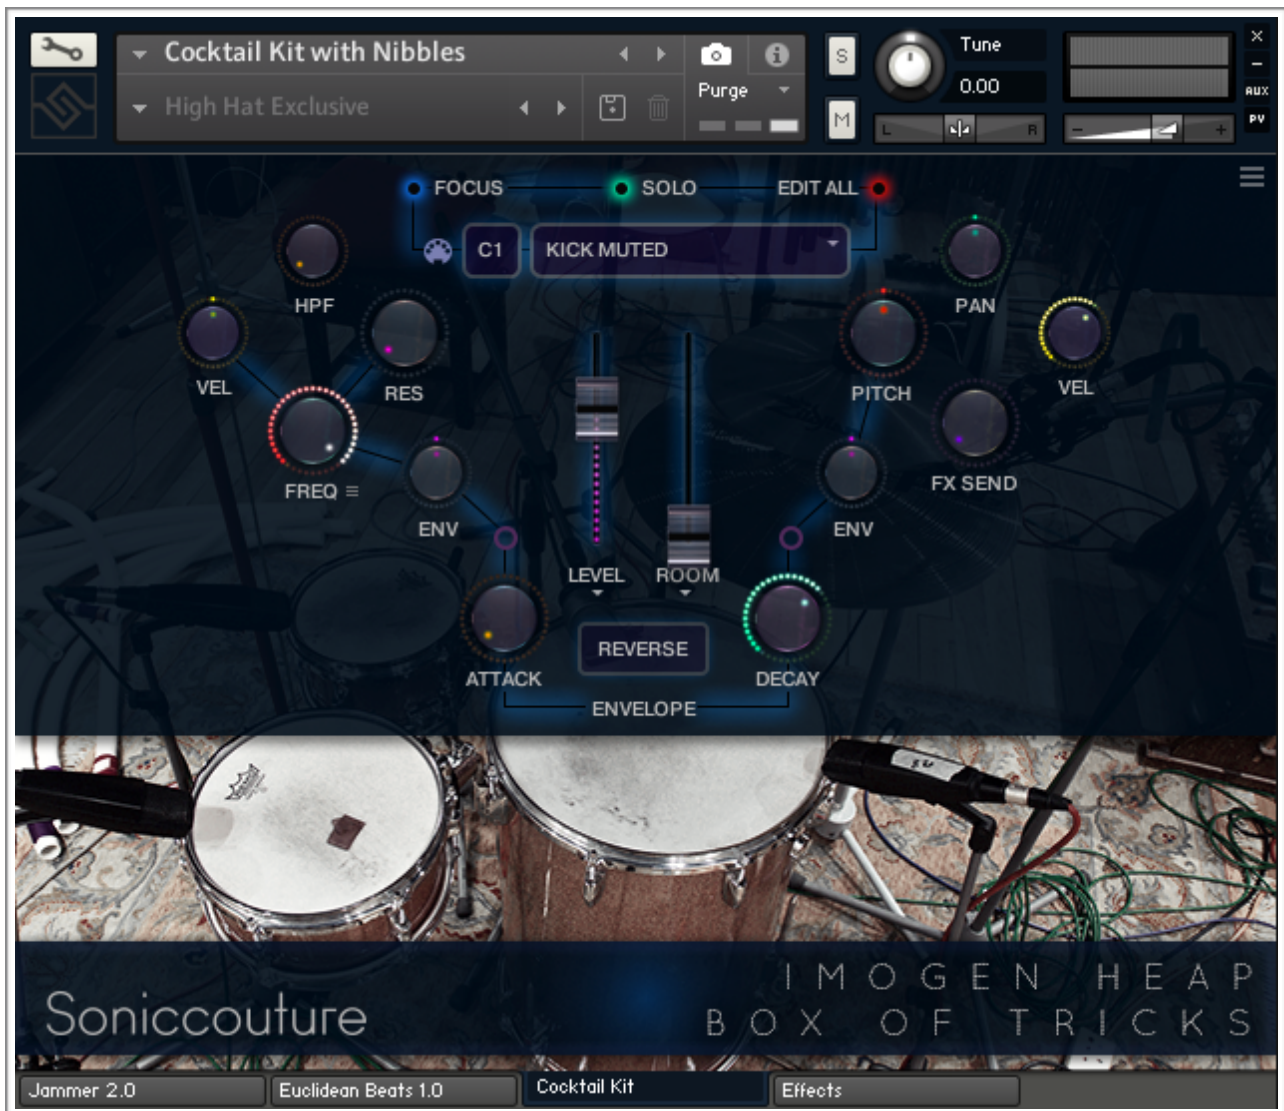 Cocktail Kit with Nibbles
High Hat Exclusive
Purge
S
M
Tune
0.00
L R
- +
X
-
AUX
PV
FOCUS SOLO EDIT ALL
C1 KICK MUTED
HPF
PAN
VEL RES PITCH VEL
FREQ
FX SEND
ENV ENV
LEVEL ROOM
REVERSE
ATTACK DECAY
ENVELOPE
Soniccouture
IMOGEN HEAP
BOX OF TRICKS
Jammer 2.0 Euclidean Beats 1.0 Cocktail Kit Effects